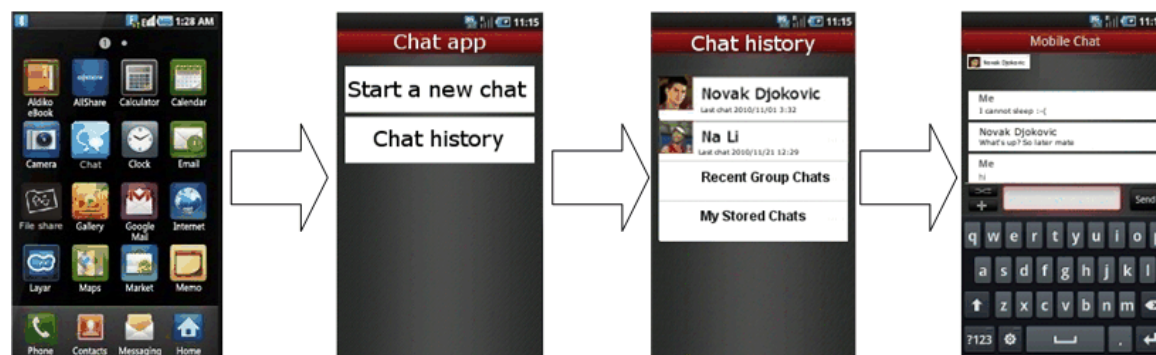 1:28 AM
1
Aldiko eBook
AllShare
Calculator
Calendar
Camera
Chat
Clock
Email
File share
Gallery
Google Mail
Internet
Layar
Maps
Market
Memo
Phone
Contacts
Messaging
Home
11:15
Chat app
Start a new chat
Chat history
11:15
Chat history
Novak Djokovic
Last chat 2010/11/01 3:32
Na Li
Last chat 2010/11/21 12:29
Recent Group Chats
My Stored Chats
Mobile Chat
Novak Djokovic
Me
I cannot sleep :-(
Novak Djokovic
What's up? So later mate
Me
hi
Send
q w e r t y u i o p
a s d f g h j k l
z x c v b n m
?123 .